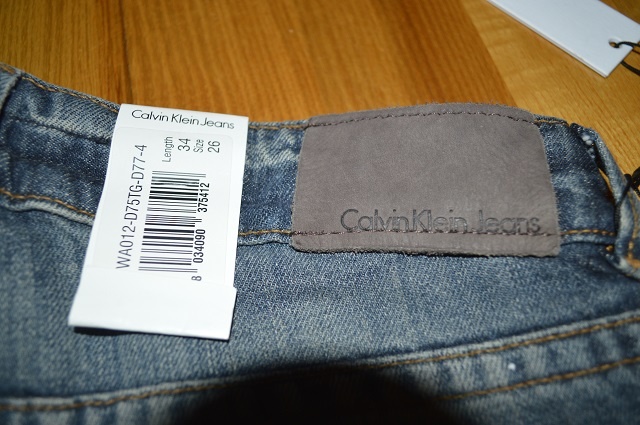 Calvin Klein Jeans
Length 34
Size 26
WA012-D75TG-D77-4
8 034090 375412
Calvin Klein Jeans